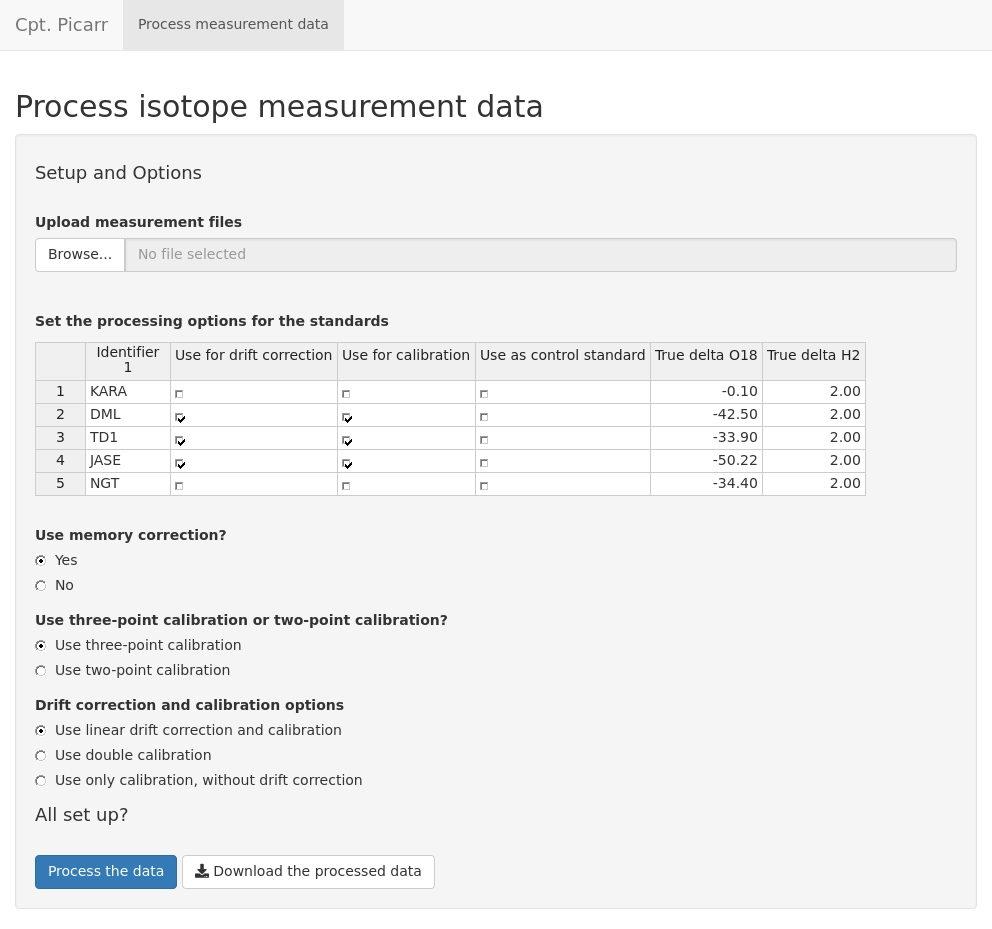 Cpt. Picarr
Process measurement data
Process isotope measurement data
Setup and Options
Upload measurement files
Browse...
No file selected
Set the processing options for the standards
Identifier 1 Use for drift correction Use for calibration Use as control standard True delta O18 True delta H2
1 KARA -0.10 2.00
2 DML -42.50 2.00
3 TD1 -33.90 2.00
4 JASE -50.22 2.00
5 NGT -34.40 2.00
Use memory correction?
Yes
No
Use three-point calibration or two-point calibration?
Use three-point calibration
Use two-point calibration
Drift correction and calibration options
Use linear drift correction and calibration
Use double calibration
Use only calibration, without drift correction
All set up?
Process the data
Download the processed data